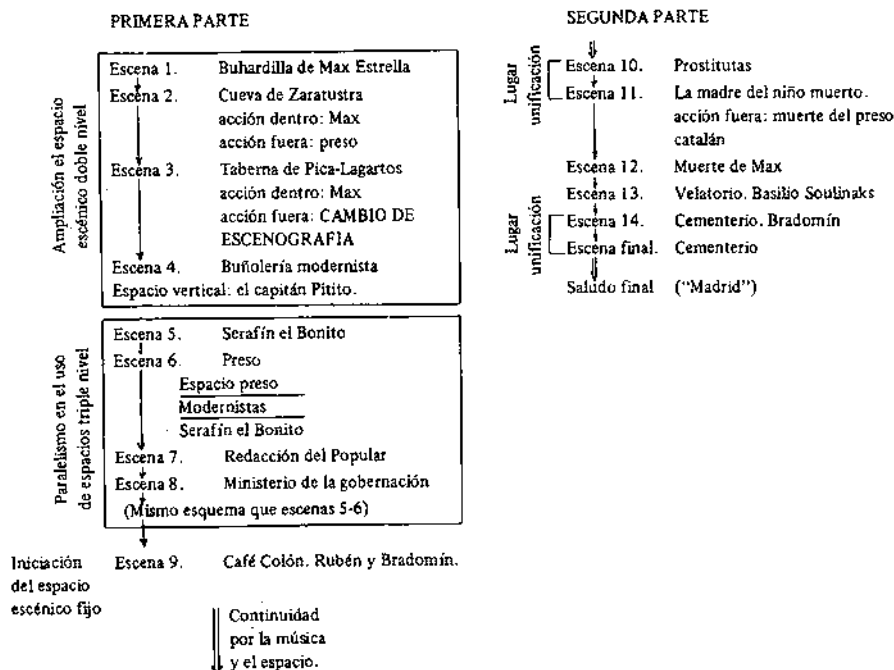 PRIMERA PARTE
Ampliación el espacio
escénico doble nivel
Escena 1. Buhardilla de Max Estrella
Escena 2. Cueva de Zaratustra
acción dentro: Max
acción fuera: preso
Escena 3. Taberna de Pica-Lagartos
acción dentro: Max
acción fuera: CAMBIO DE
ESCENOGRAFIA
Escena 4. Buñolería modernista
Espacio vertical: el capitán Pitito.
Paralelismo en el uso
de espacios triple nivel
Escena 5. Serafín el Bonito
Escena 6. Preso
Espacio preso
Modernistas
Serafín el Bonito
Escena 7. Redacción del Popular
Escena 8. Ministerio de la gobernación
(Mismo esquema que escenas 5-6)
Iniciación
del espacio
escénico fijo
Escena 9. Café Colón. Rubén y Bradomín.
Continuidad
por la música
y el espacio.
SEGUNDA PARTE
Lugar
unificación
Escena 10. Prostitutas
Escena 11. La madre del niño muerto.
acción fuera: muerte del preso
catalán
Escena 12. Muerte de Max
Escena 13. Velatorio. Basilio Soulinaks
Lugar
unificación
Escena 14. Cementerio. Bradomín
Escena final. Cementerio
Saludo final ("Madrid")